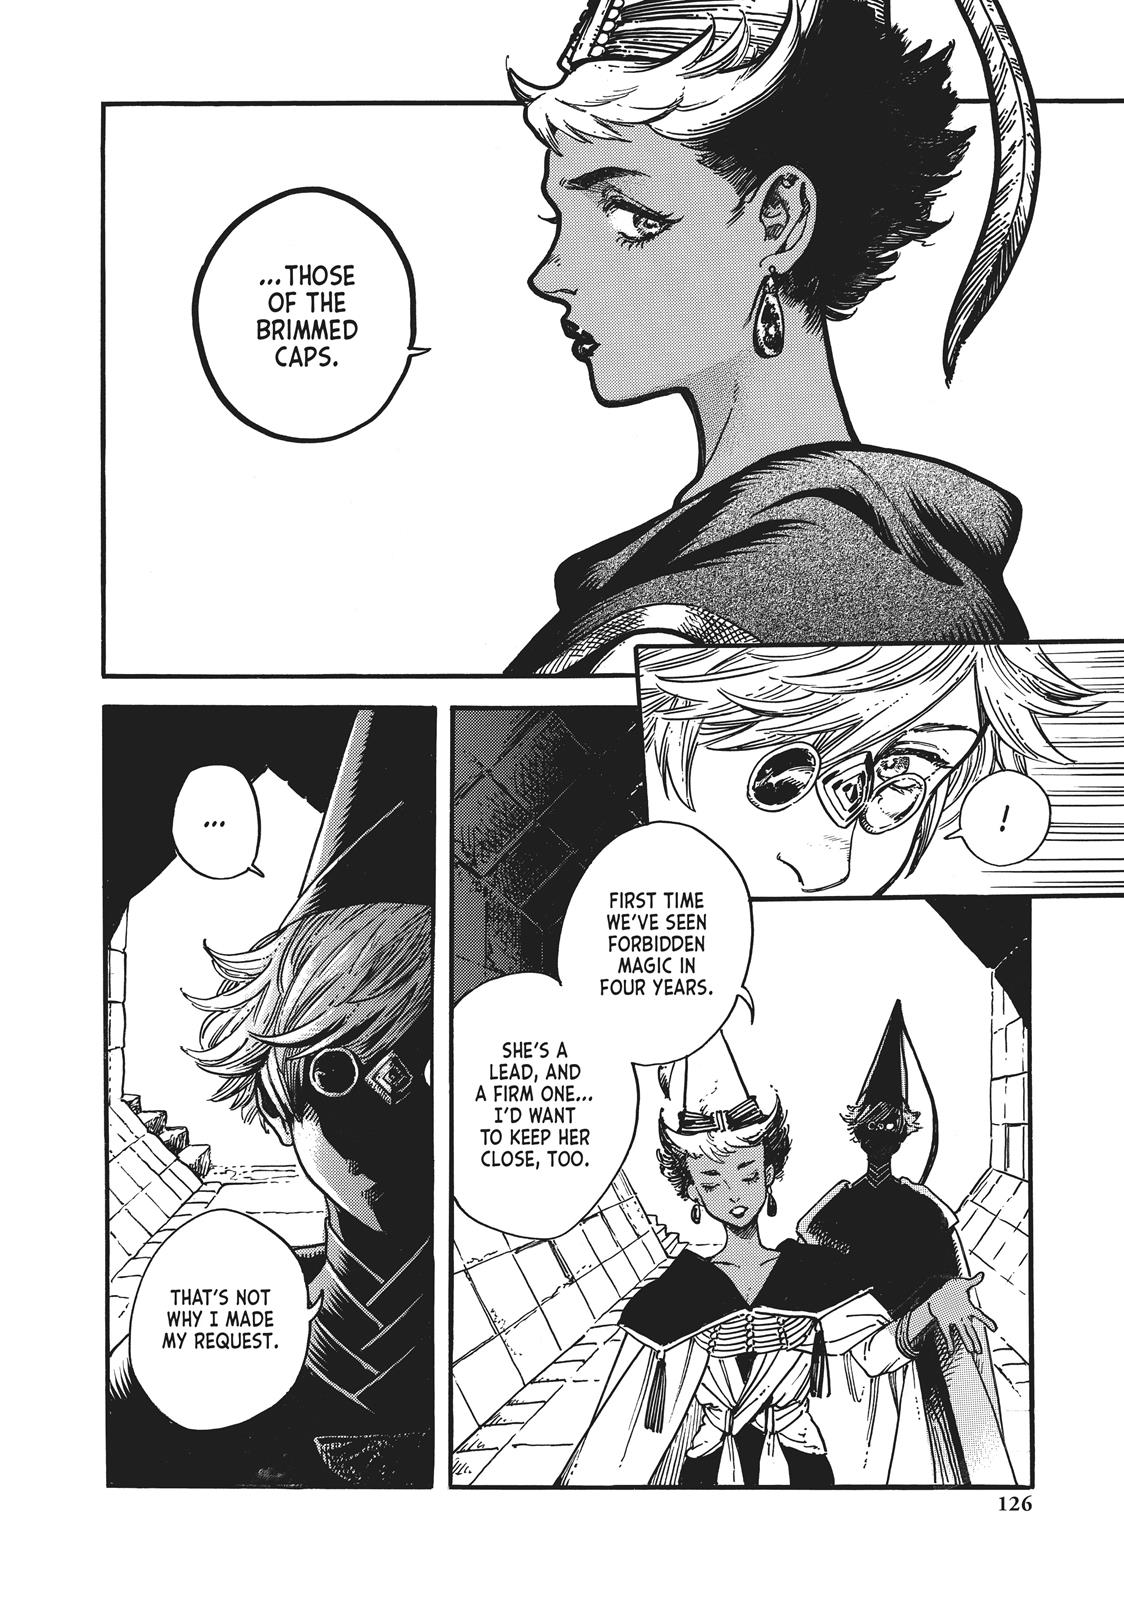 ...THOSE
OF THE
BRIMMED
CAPS.
!
FIRST TIME
WE'VE SEEN
FORBIDDEN
MAGIC IN
FOUR YEARS.
SHE'S A
LEAD, AND
A FIRM ONE...
I'D WANT
TO KEEP HER
CLOSE, TOO.
...
THAT'S NOT
WHY I MADE
MY REQUEST.
126